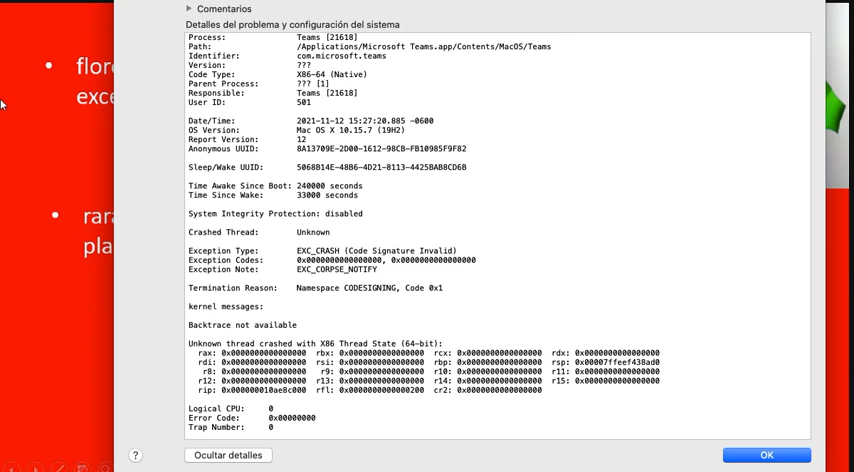 Comentarios
Detalles del problema y configuración del sistema
Process: Teams [21618]
Path: /Applications/Microsoft Teams.app/Contents/MacOS/Teams
Identifier: com.microsoft.teams
Version: ???
Code Type: X86-64 (Native)
Parent Process: ??? [1]
Responsible: Teams [21618]
User ID: 501
Date/Time: 2021-11-12 15:27:20.885 -0600
OS Version: Mac OS X 10.15.7 (19H2)
Report Version: 12
Anonymous UUID: 8A13709E-2D00-1612-98CB-FB10985F9F82
Sleep/Wake UUID: 5068B14E-48B6-4D21-8113-4425BAB8CD6B
Time Awake Since Boot: 240000 seconds
Time Since Wake: 33000 seconds
System Integrity Protection: disabled
Crashed Thread: Unknown
Exception Type: EXC_CRASH (Code Signature Invalid)
Exception Codes: 0x0000000000000000, 0x0000000000000000
Exception Note: EXC_CORPSE_NOTIFY
Termination Reason: Namespace CODESIGNING, Code 0x1
kernel messages:
Backtrace not available
Unknown thread crashed with X86 Thread State (64-bit):
rax: 0x0000000000000000 rbx: 0x0000000000000000 rcx: 0x0000000000000000 rdx: 0x0000000000000000
rdi: 0x0000000000000000 rsi: 0x0000000000000000 rbp: 0x0000000000000000 rsp: 0x00007ffeef438ad0
r8: 0x0000000000000000 r9: 0x0000000000000000 r10: 0x0000000000000000 r11: 0x0000000000000000
r12: 0x0000000000000000 r13: 0x0000000000000000 r14: 0x0000000000000000 r15: 0x0000000000000000
rip: 0x000000010ae8c000 rfl: 0x0000000000000200 cr2: 0x0000000000000000
Logical CPU: 0
Error Code: 0x00000000
Trap Number: 0
? Ocultar detalles OK
• flor
exce
• rara
pla